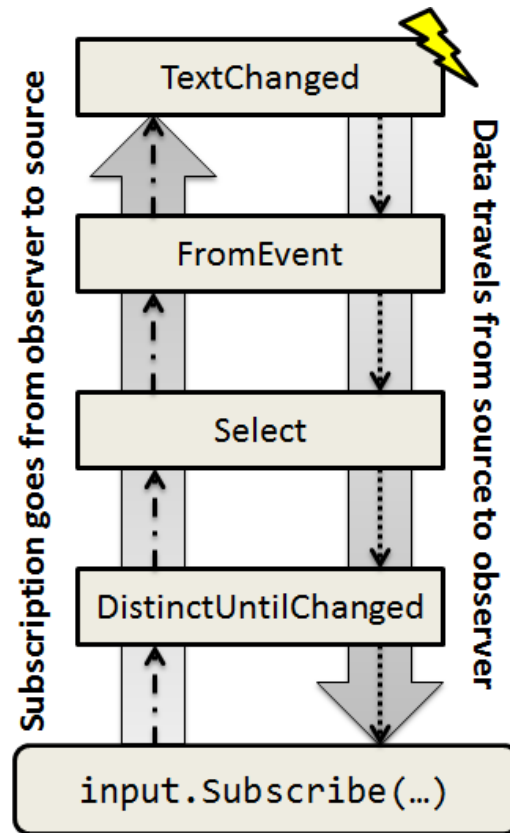 TextChanged
FromEvent
Select
DistinctUntilChanged
input.Subscribe(…)
Subscription goes from observer to source
Data travels from source to observer